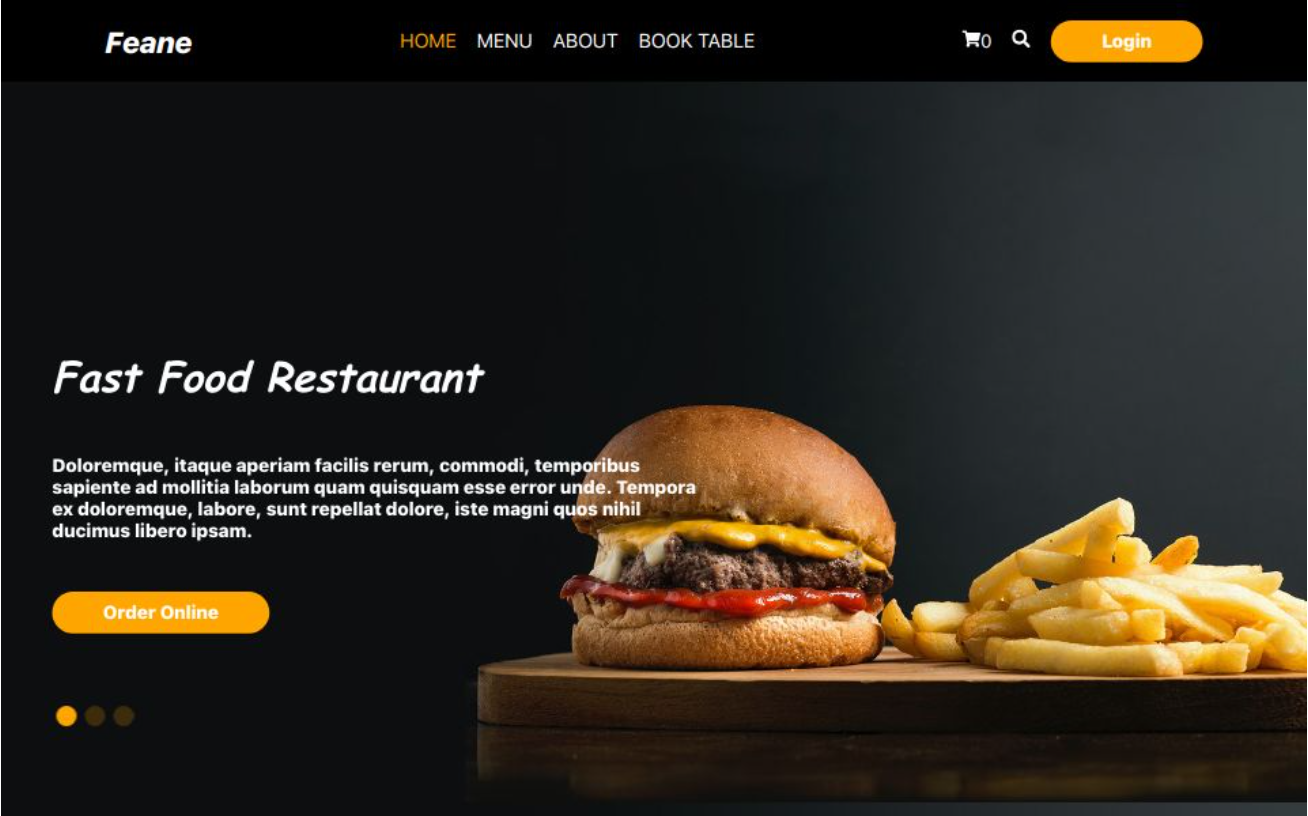 Feane
HOME MENU ABOUT BOOK TABLE
0
Login
Fast Food Restaurant
Doloremque, itaque aperiam facilis rerum, commodi, temporibus
sapiente ad mollitia laborum quam quisquam esse error unde. Tempora
ex doloremque, labore, sunt repellat dolore, iste magni quos nihil
ducimus libero ipsam.
Order Online